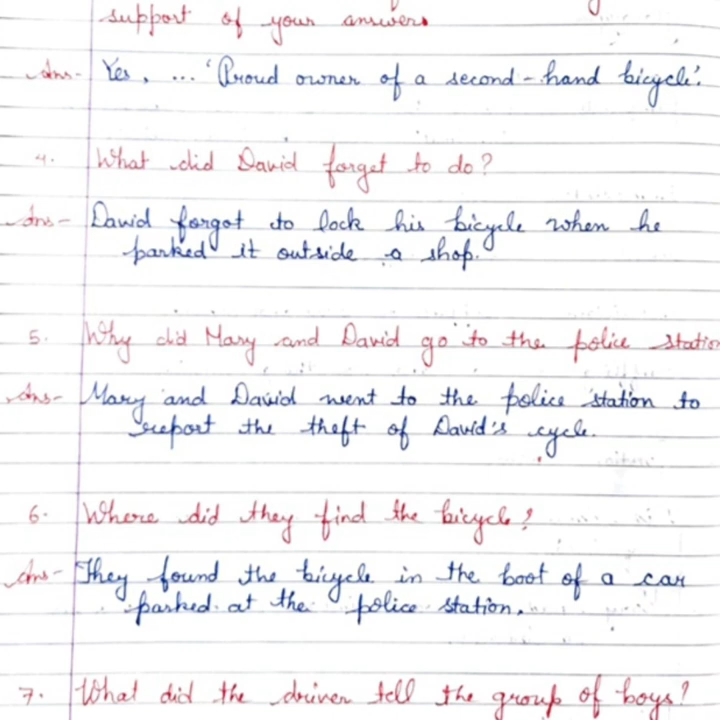 support of your answers
Ans- Yes, ... 'Proud owner of a second-hand bicycle'.
4. What did David forget to do?
Ans- David forgot to lock his bicycle when he
parked it outside a shop.
5. Why did Mary and David go to the police station
Ans- Mary and David went to the police station to
report the theft of David's cycle.
6. Where did they find the bicycle?
Ans- They found the bicycle in the boot of a car
parked at the police station.
7. What did the driver tell the group of boys?